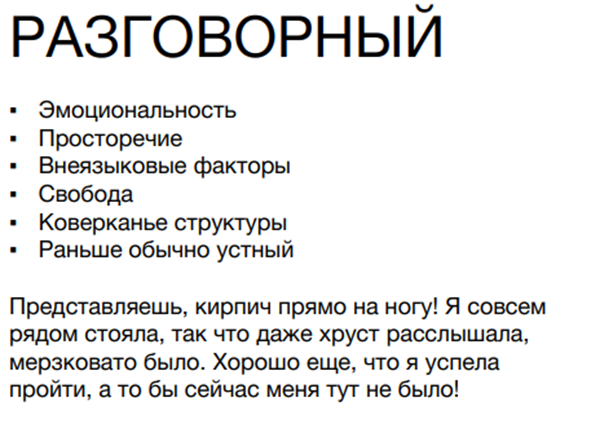 РАЗГОВОРНЫЙ
▪ Эмоциональность
▪ Просторечие
▪ Внеязыковые факторы
▪ Свобода
▪ Коверканье структуры
▪ Раньше обычно устный
Представляешь, кирпич прямо на ногу! Я совсем
рядом стояла, так что даже хруст расслышала,
мерзковато было. Хорошо еще, что я успела
пройти, а то бы сейчас меня тут не было!